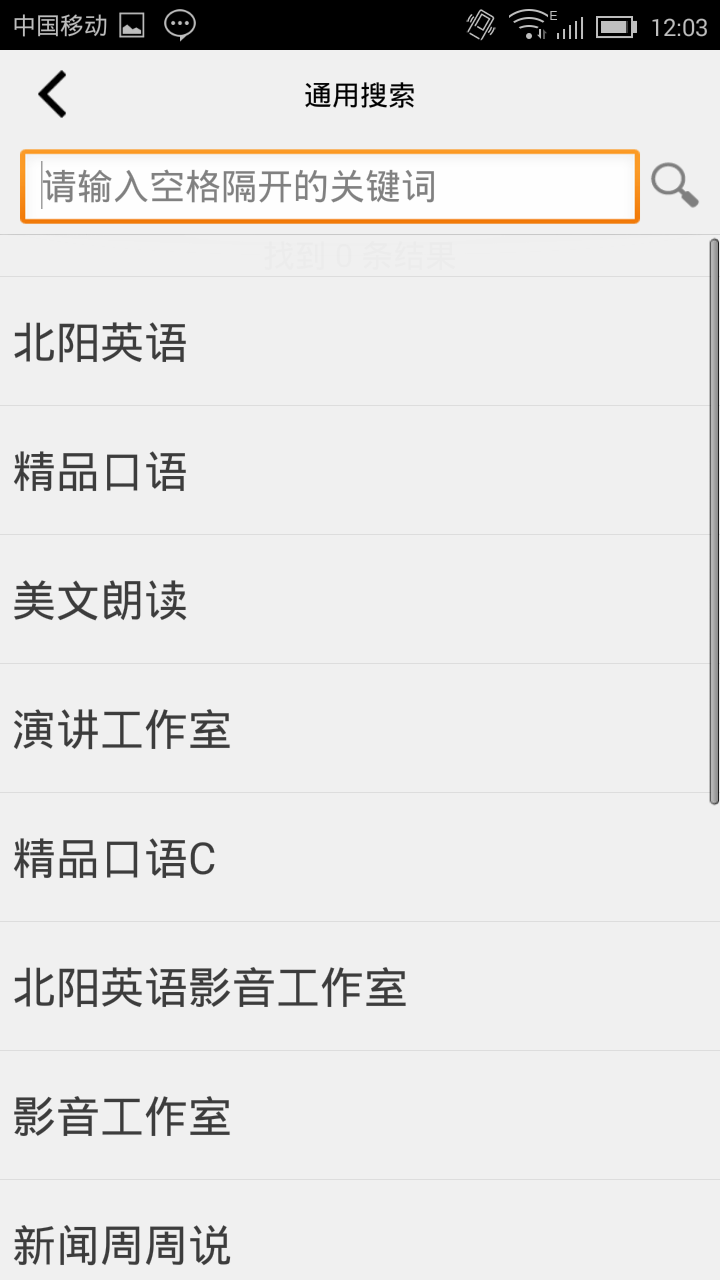 中国移动
E
12:03
通用搜索
请输入空格隔开的关键词
找到 0 条结果
北阳英语
精品口语
美文朗读
演讲工作室
精品口语C
北阳英语影音工作室
影音工作室
新闻周周说